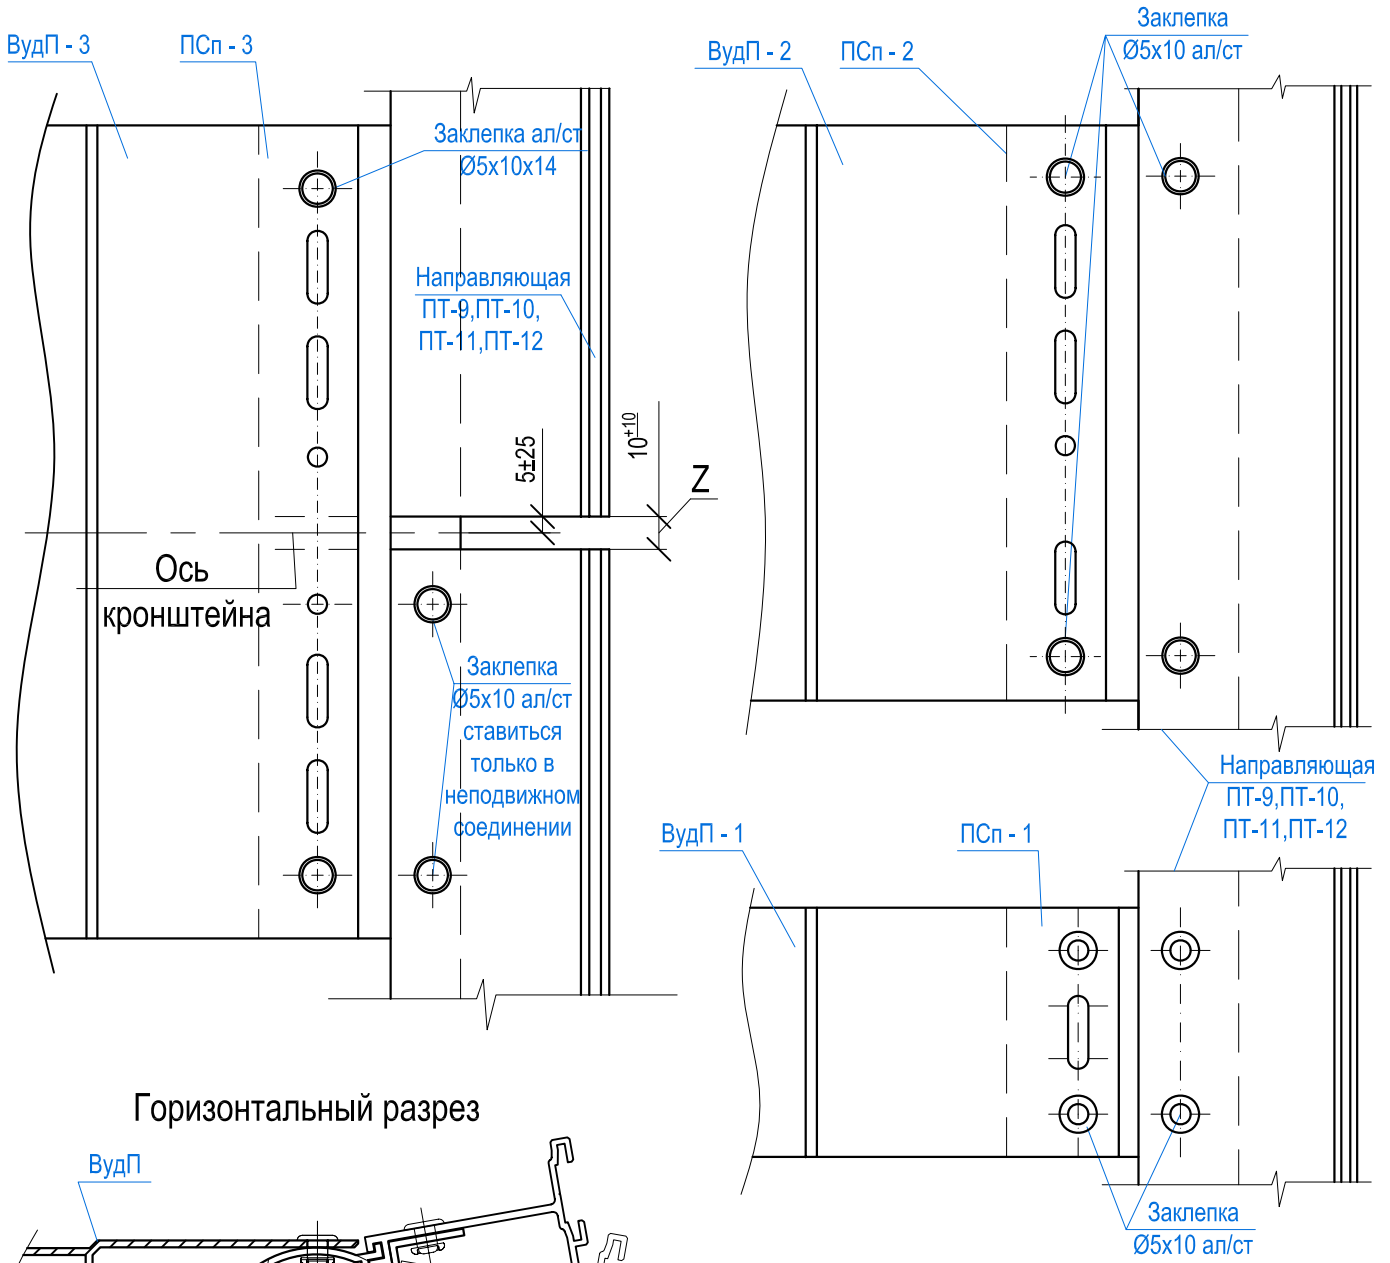 ВудП - 3
ПСп - 3
Заклепка ал/ст
Ø5х10х14
Направляющая
ПТ-9,ПТ-10,
ПТ-11,ПТ-12
5±25
10+10
Z
Ось
кронштейна
Заклепка
Ø5х10 ал/ст
ставиться
только в
неподвижном
соединении
ВудП - 2
ПСп - 2
Заклепка
Ø5х10 ал/ст
Направляющая
ПТ-9,ПТ-10,
ПТ-11,ПТ-12
ВудП - 1
ПСп - 1
Заклепка
Ø5х10 ал/ст
Горизонтальный разрез
ВудП